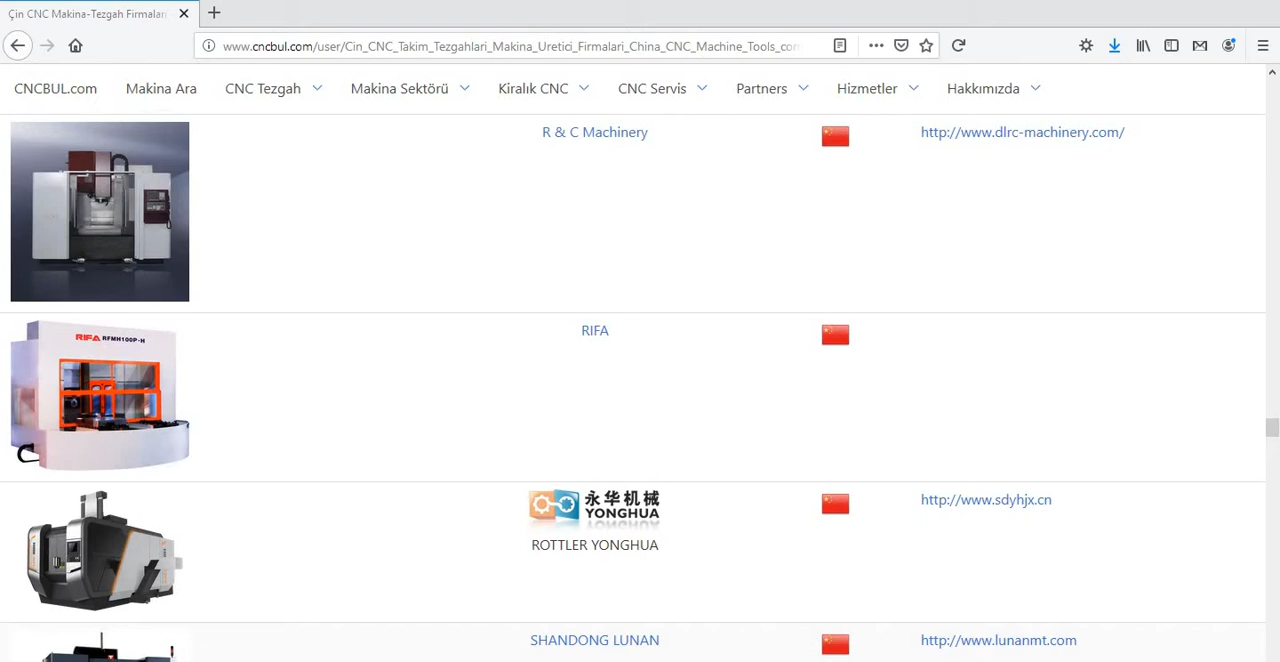 Çin CNC Makina-Tezgah Firmaları
www.cncbul.com/user/Cin_CNC_Takim_Tezgahlari_Makina_Uretici_Firmalari_China_CNC_Machine_Tools_com
CNCBUL.com Makina Ara CNC Tezgah Makina Sektörü Kiralık CNC CNC Servis Partners Hizmetler Hakkımızda
R & C Machinery http://www.dlrc-machinery.com/
RIFA RFMH100P-H
RIFA
永华机械
YONGHUA
http://www.sdyhjx.cn
ROTTLER YONGHUA
SHANDONG LUNAN http://www.lunanmt.com